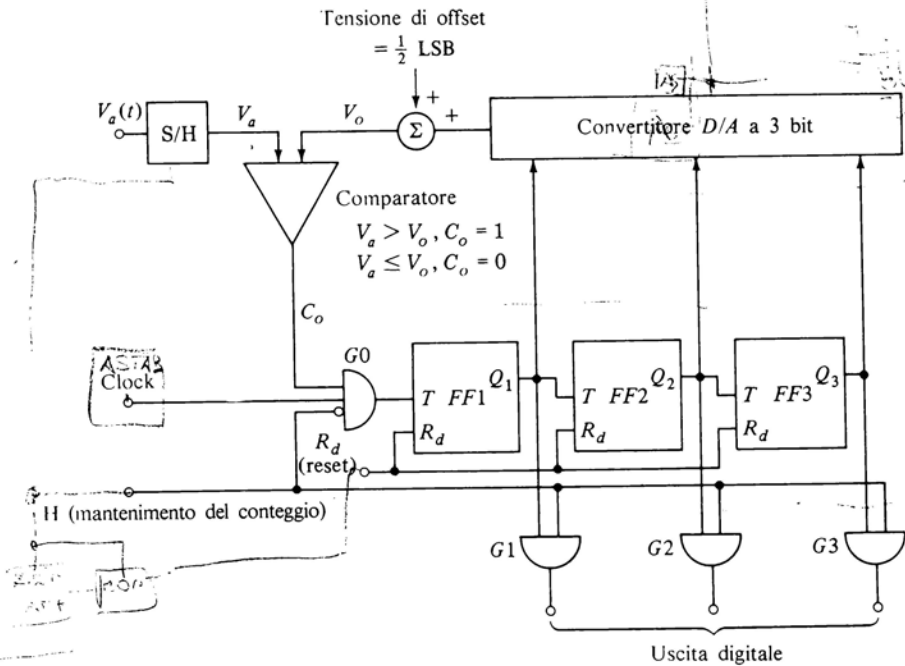 Tensione di offset
= 1/2 LSB
V_a(t)
S/H
V_a
V_o
+
+
Σ
Convertitore D/A a 3 bit
Comparatore
V_a > V_o, C_o = 1
V_a ≤ V_o, C_o = 0
C_o
ASTAB
Clock
G0
T FF1
Q_1
R_d
T FF2
Q_2
R_d
T FF3
Q_3
R_d
R_d
(reset)
H (mantenimento del conteggio)
G1
G2
G3
Uscita digitale